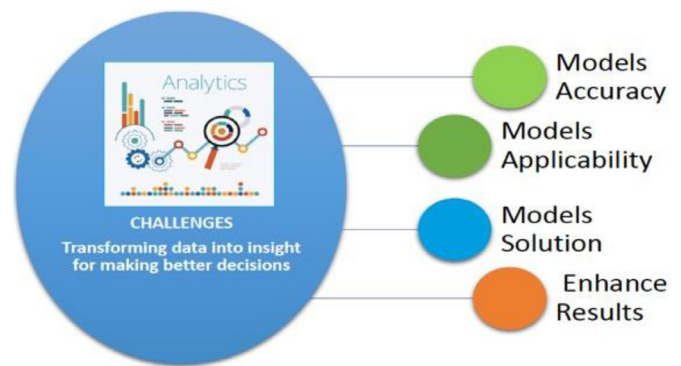 Analytics
CHALLENGES
Transforming data into insight
for making better decisions
Models
Accuracy
Models
Applicability
Models
Solution
Enhance
Results